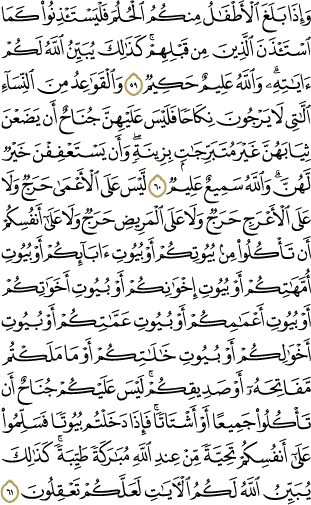 وَإِذَا بَلَغَ ٱلْأَطْفَٰلُ مِنكُمُ ٱلْحُلُمَ فَلْيَسْتَـْٔذِنُوا۟ كَمَا
ٱسْتَـْٔذَنَ ٱلَّذِينَ مِن قَبْلِهِمْ ۚ كَذَٰلِكَ يُبَيِّنُ ٱللَّهُ لَكُمْ
ءَايَٰتِهِۦ ۗ وَٱللَّهُ عَلِيمٌ حَكِيمٌ ٥٩ وَٱلْقَوَٰعِدُ مِنَ ٱلنِّسَآءِ
ٱلَّٰتِى لَا يَرْجُونَ نِكَاحًا فَلَيْسَ عَلَيْهِنَّ جُنَاحٌ أَن يَضَعْنَ
ثِيَابَهُنَّ غَيْرَ مُتَبَرِّجَٰتٍۭ بِزِينَةٍ ۖ وَأَن يَسْتَعْفِفْنَ خَيْرٌ
لَّهُنَّ ۗ وَٱللَّهُ سَمِيعٌ عَلِيمٌ ٦٠ لَّيْسَ عَلَى ٱلْأَعْمَىٰ حَرَجٌ وَلَا
عَلَى ٱلْأَعْرَجِ حَرَجٌ وَلَا عَلَى ٱلْمَرِيضِ حَرَجٌ وَلَا عَلَىٰٓ أَنفُسِكُمْ
أَن تَأْكُلُوا۟ مِنۢ بُيُوتِكُمْ أَوْ بُيُوتِ ءَابَآئِكُمْ أَوْ بُيُوتِ
أُمَّهَٰتِكُمْ أَوْ بُيُوتِ إِخْوَٰنِكُمْ أَوْ بُيُوتِ أَخَوَٰتِكُمْ
أَوْ بُيُوتِ أَعْمَٰمِكُمْ أَوْ بُيُوتِ عَمَّٰتِكُمْ أَوْ بُيُوتِ
أَخْوَٰلِكُمْ أَوْ بُيُوتِ خَٰلَٰتِكُمْ أَوْ مَا مَلَكْتُم
مَّفَاتِحَهُۥٓ أَوْ صَدِيقِكُمْ ۚ لَيْسَ عَلَيْكُمْ جُنَاحٌ أَن
تَأْكُلُوا۟ جَمِيعًا أَوْ أَشْتَاتًا ۚ فَإِذَا دَخَلْتُم بُيُوتًا فَسَلِّمُوا۟
عَلَىٰٓ أَنفُسِكُمْ تَحِيَّةً مِّنْ عِندِ ٱللَّهِ مُبَٰرَكَةً طَيِّبَةً ۚ كَذَٰلِكَ
يُبَيِّنُ ٱللَّهُ لَكُمُ ٱلْءَايَٰتِ لَعَلَّكُمْ تَعْقِلُونَ ٦١